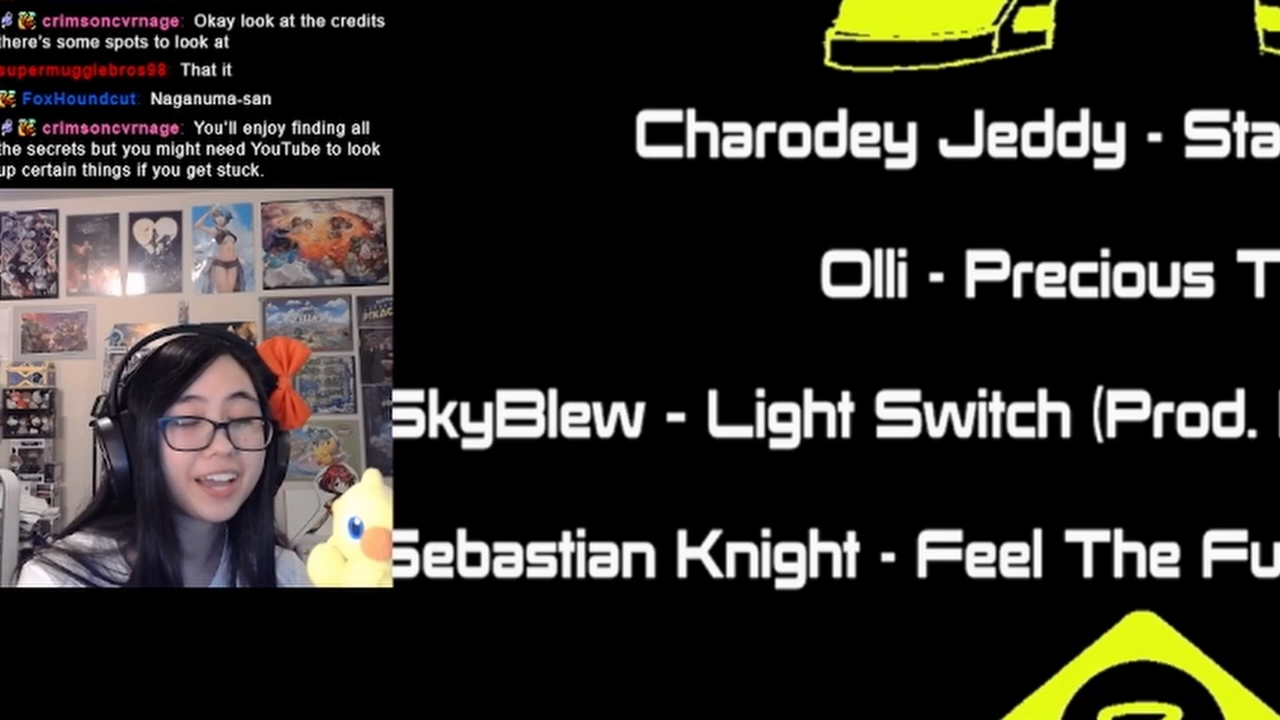 crimsoncvrnage: Okay look at the credits
there's some spots to look at
supermugglebros98: That it
FoxHoundcut: Naganuma-san
crimsoncvrnage: You'll enjoy finding all
the secrets but you might need YouTube to look
up certain things if you get stuck.
Charodey Jeddy - Sta
Olli - Precious T
SkyBlew - Light Switch (Prod.
Sebastian Knight - Feel The Fu